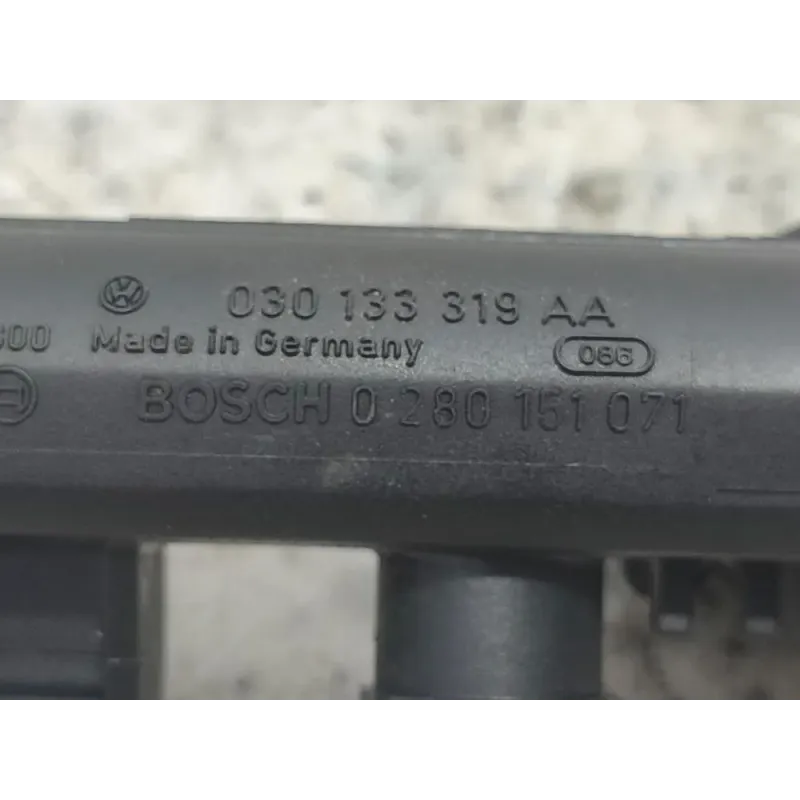 030 133 319 AA
Made in Germany 066
BOSCH 0 280 151 071